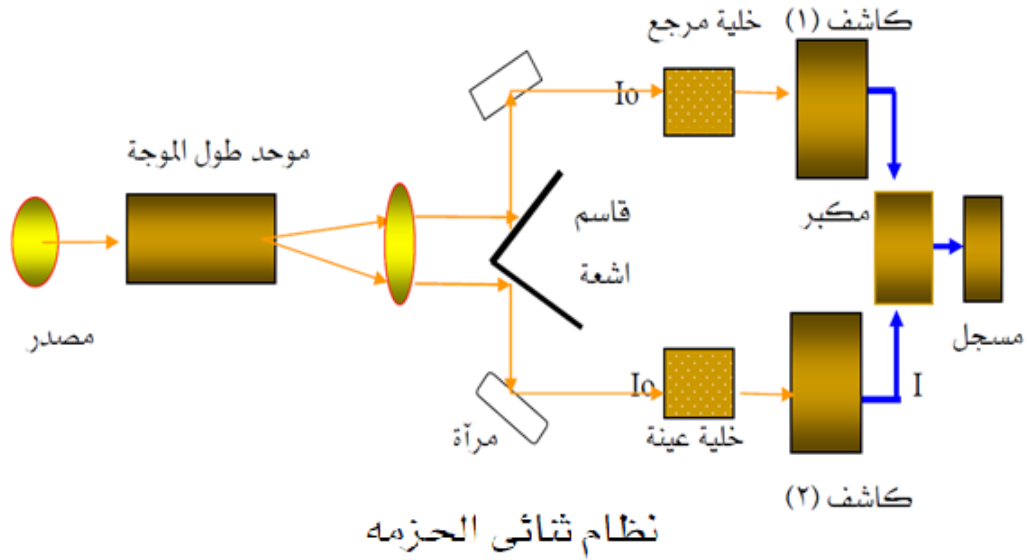 كاشف (١)
خلية مرجع
Io
موحد طول الموجة
قاسم
اشعة
مكبر
مصدر
مسجل
Io
I
مرآة
خلية عينة
كاشف (٢)
نظام ثنائى الحزمه